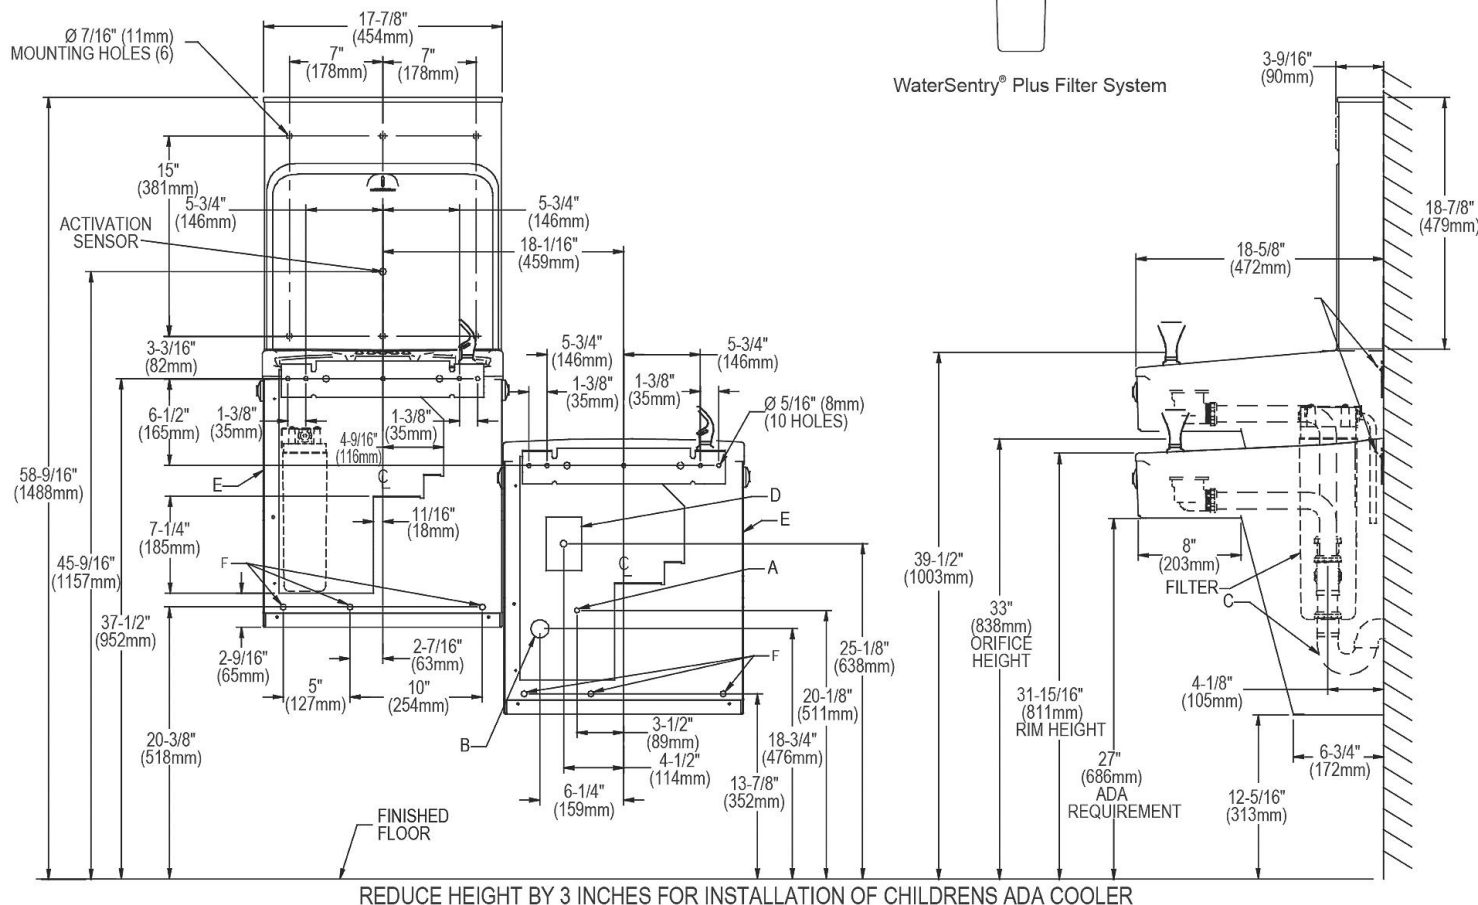 17-7/8"
(454mm)
Ø 7/16" (11mm)
MOUNTING HOLES (6)
7"
(178mm)
7"
(178mm)
WaterSentry® Plus Filter System
3-9/16"
(90mm)
15"
(381mm)
5-3/4"
(146mm)
5-3/4"
(146mm)
ACTIVATION
SENSOR
18-1/16"
(459mm)
18-7/8"
(479mm)
18-5/8"
(472mm)
3-3/16"
(82mm)
5-3/4"
(146mm)
5-3/4"
(146mm)
6-1/2"
(165mm)
1-3/8"
(35mm)
1-3/8"
(35mm)
1-3/8"
(35mm)
1-3/8"
(35mm)
Ø 5/16" (8mm)
(10 HOLES)
4-9/16"
(116mm)
58-9/16"
(1488mm)
E
C
D
E
7-1/4"
(185mm)
11/16"
(18mm)
45-9/16"
(1157mm)
F
C
A
39-1/2"
(1003mm)
8"
(203mm)
FILTER
C
37-1/2"
(952mm)
33"
(838mm)
ORIFICE
HEIGHT
2-9/16"
(65mm)
2-7/16"
(63mm)
F
25-1/8"
(638mm)
5"
(127mm)
10"
(254mm)
20-1/8"
(511mm)
31-15/16"
(811mm)
RIM HEIGHT
4-1/8"
(105mm)
20-3/8"
(518mm)
B
3-1/2"
(89mm)
18-3/4"
(476mm)
4-1/2"
(114mm)
6-1/4"
(159mm)
13-7/8"
(352mm)
27"
(686mm)
ADA
REQUIREMENT
6-3/4"
(172mm)
12-5/16"
(313mm)
FINISHED
FLOOR
REDUCE HEIGHT BY 3 INCHES FOR INSTALLATION OF CHILDRENS ADA COOLER